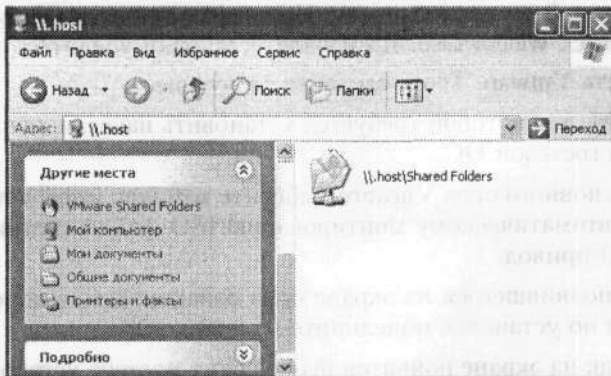 \\.host
Файл Правка Вид Избранное Сервис Справка
Назад Поиск Папки
Адрес: \\.host Переход
Другие места
VMware Shared Folders
Мой компьютер
Мои документы
Общие документы
Принтеры и факсы
Подробно
\\.host\Shared Folders